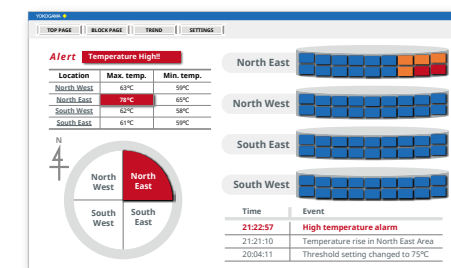 YOKOGAWA
TOP PAGE BLOCK PAGE TREND SETTINGS
Alert Temperature High!!
Location Max. temp. Min. temp.
North West 63℃ 59℃
North East 78℃ 65℃
South West 62℃ 58℃
South East 61℃ 59℃
N
North West
North East
South West
South East
North East
North West
South East
South West
Time Event
21:22:57 High temperature alarm
21:21:10 Temperature rise in North East Area
20:04:11 Threshold setting changed to 75℃